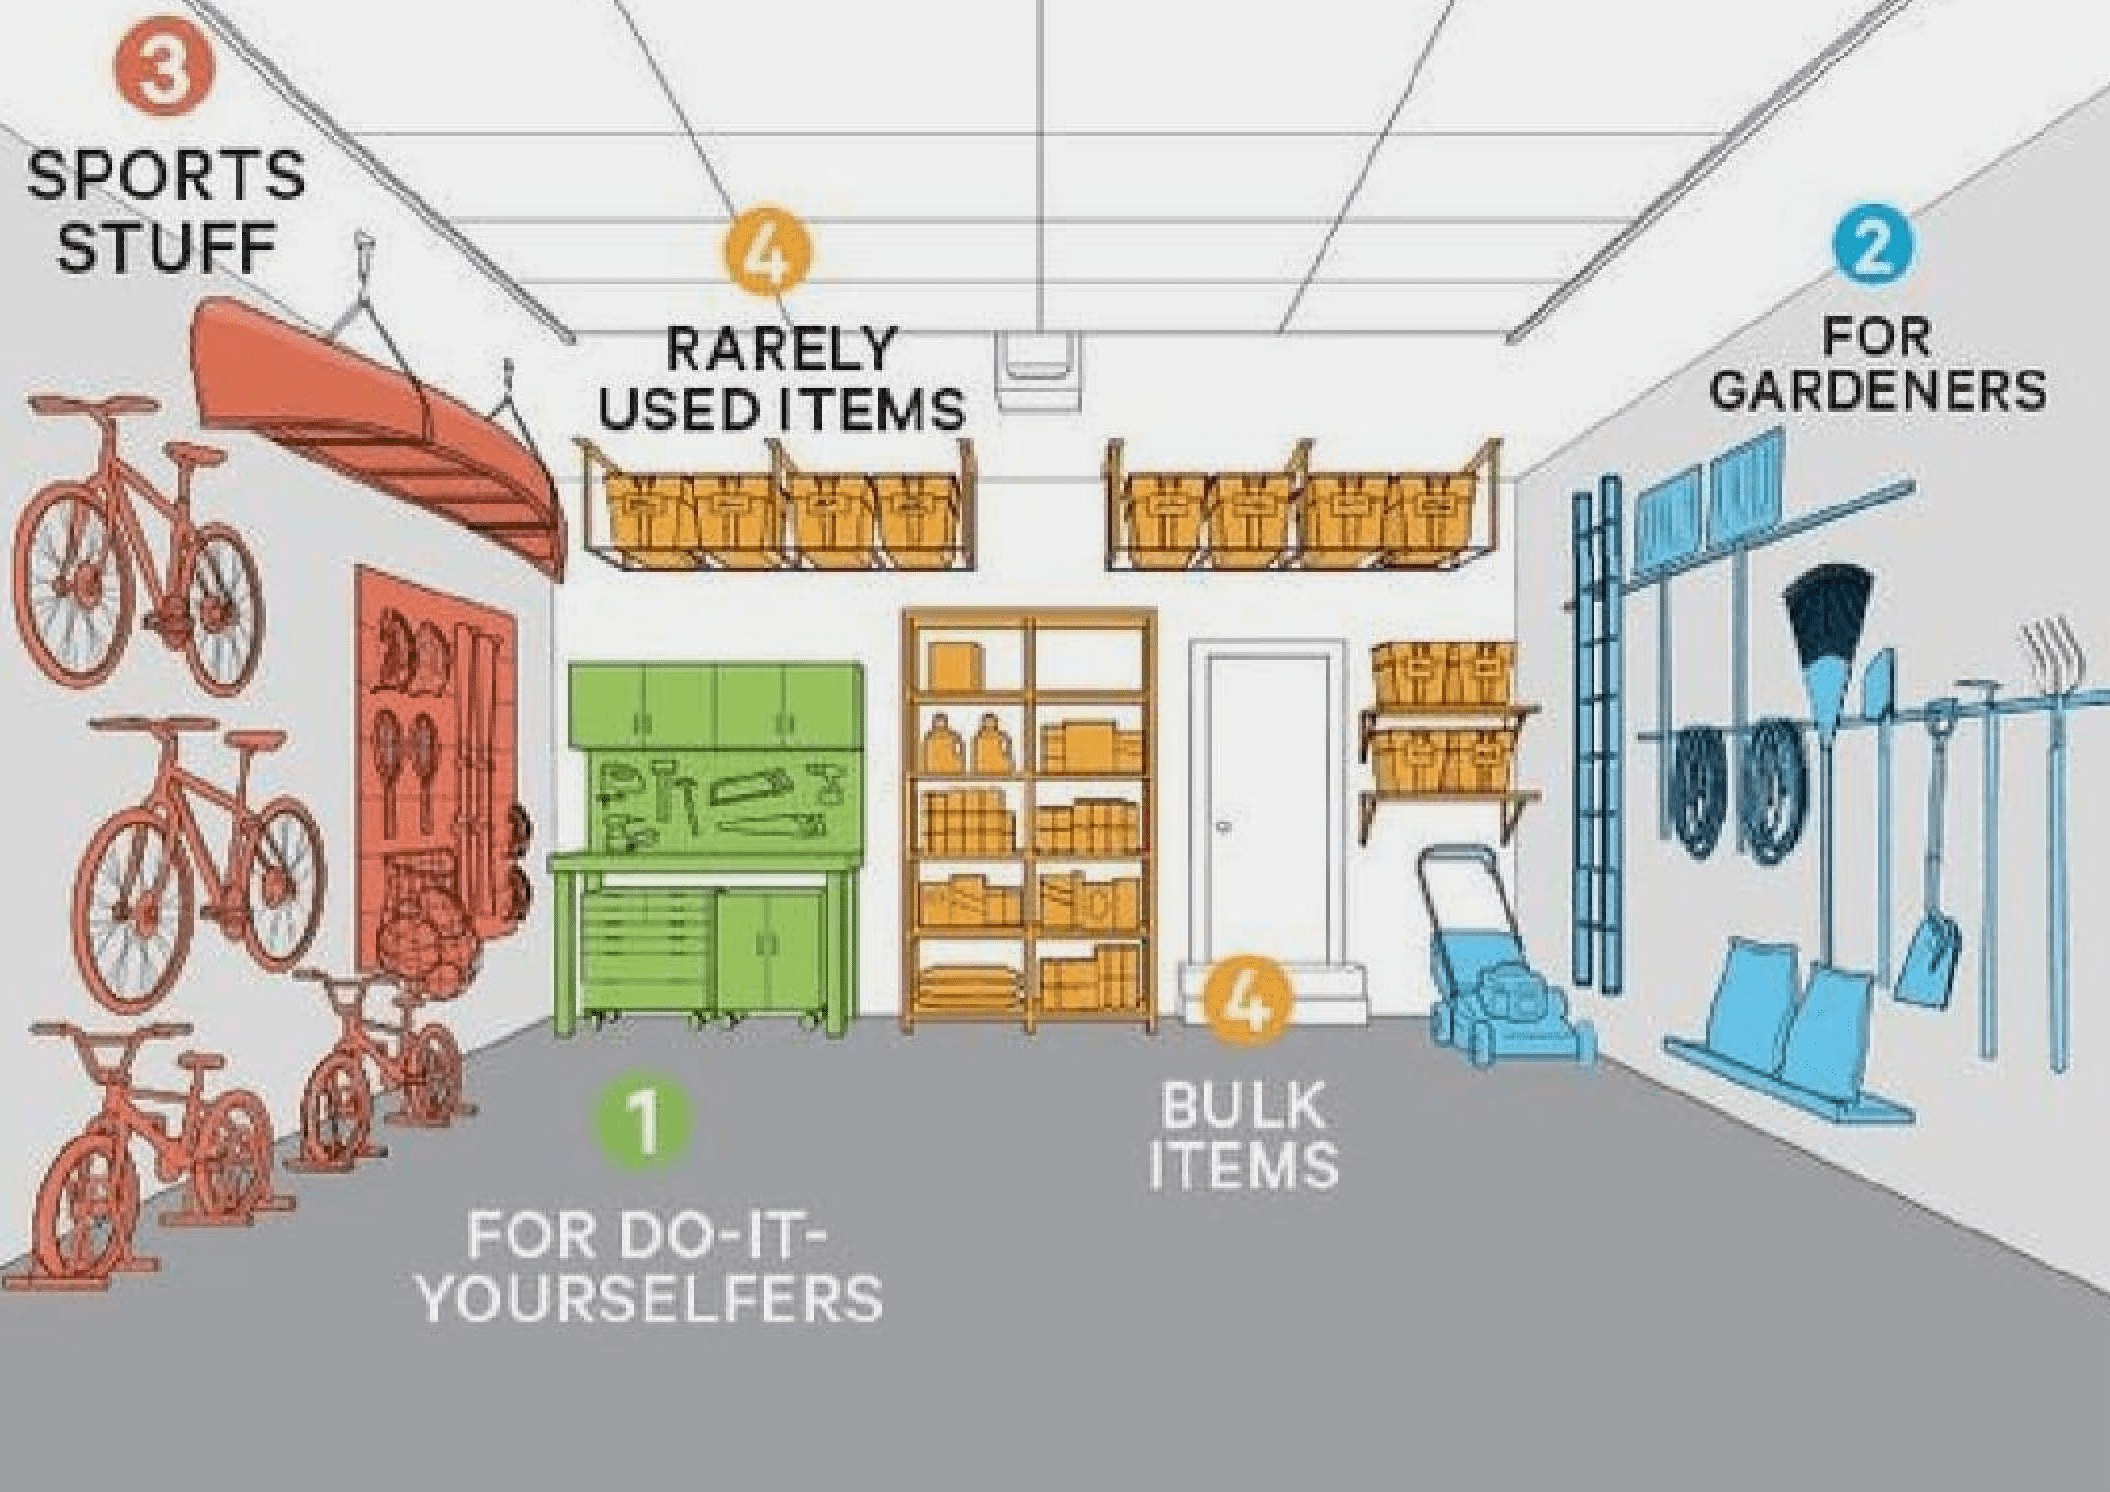 3
SPORTS
STUFF
4
RARELY
USED ITEMS
2
FOR
GARDENERS
1
FOR DO-IT-
YOURSELFERS
4
BULK
ITEMS